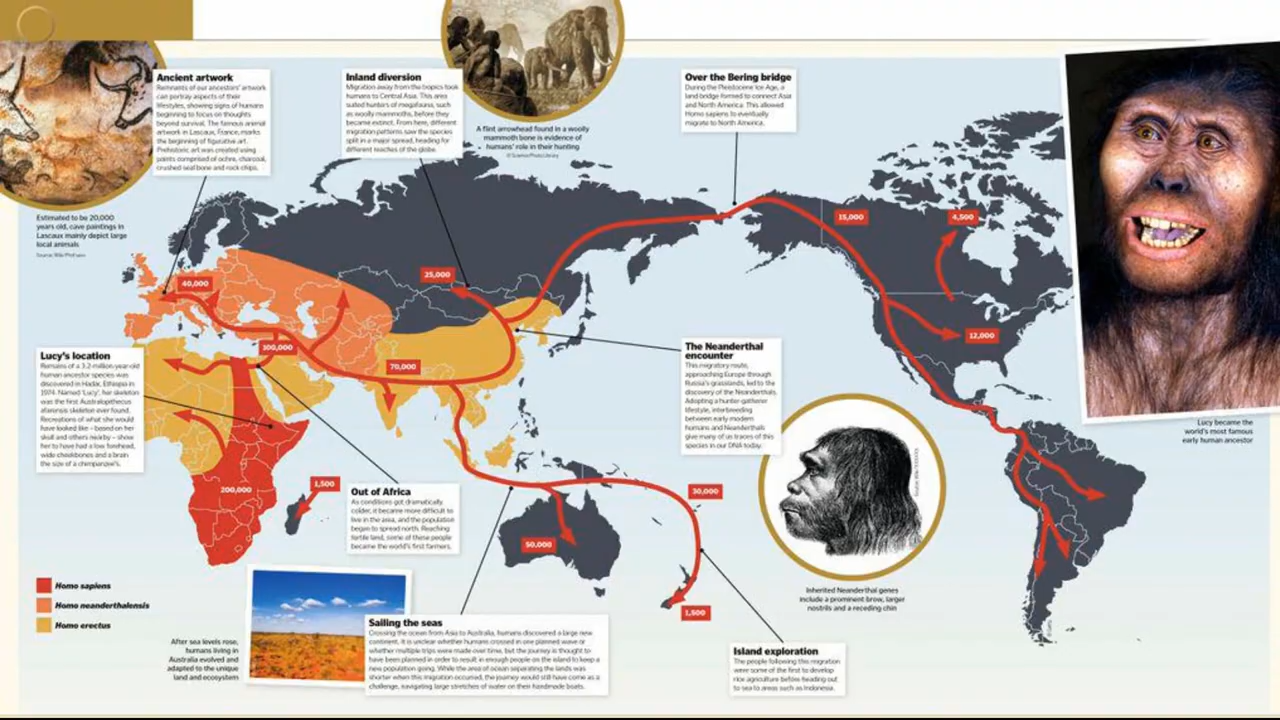 Ancient artwork
Remnants of our ancestors' artwork
can portray aspects of their
lifestyles, showing signs of humans
beginning to focus on thoughts
beyond survival. The famous animal
artwork in Lascaux, France, marks
the beginning of figurative art.
Prehistoric art was created using
paints comprised of ochre, charcoal,
crushed seal bone and rock chips.
Estimated to be 20,000
years old, cave paintings in
Lascaux mainly depict large
local animals
Inland diversion
Migration away from the tropics took
humans to Central Asia. This area
suited hunters of megafauna, such
as woolly mammoths, before they
became extinct. From here, different
migration patterns saw the species
split in a major spread, heading for
different reaches of the globe.
A flint arrowhead found in a woolly
mammoth bone is evidence of
humans' role in their hunting
© Science Photo Library
Over the Bering bridge
During the Pleistocene Ice Age, a
land bridge formed to connect Asia
and North America. This allowed
Homo sapiens to eventually
migrate to North America.
15,000
4,500
25,000
40,000
12,000
100,000
70,000
Lucy's location
Remains of a 3.2-million-year-old
human ancestor species was
discovered in Hadar, Ethiopia in
1974. Named 'Lucy', her skeleton
was the first Australopithecus
afarensis skeleton ever found.
Recreations of what she would
have looked like – based on her
skull and others nearby – show
her to have had a low forehead,
wide cheekbones and a brain
the size of a chimpanzee's.
The Neanderthal
encounter
This migratory route,
approaching Europe through
Russia's grasslands, led to the
discovery of the Neanderthals.
Adopting a hunter-gatherer
lifestyle, interbreeding
between early modern
humans and Neanderthals
give many of us traces of this
species in our DNA today.
Lucy became the
world's most famous
early human ancestor
200,000
1,500
Out of Africa
As conditions got dramatically
colder, it became more difficult to
live in the area, and the population
began to spread north. Reaching
fertile land, some of these people
became the world's first farmers.
30,000
50,000
1,500
Homo sapiens
Homo neanderthalensis
Homo erectus
Inherited Neanderthal genes
include a prominent brow, larger
nostrils and a receding chin
After sea levels rose,
humans living in
Australia evolved and
adapted to the unique
land and ecosystem
Sailing the seas
Crossing the ocean from Asia to Australia, humans discovered a large new
continent. It is unclear whether humans crossed in one planned wave or
whether multiple trips were made over time, but the journey is thought to
have been planned in order to result in enough people on the island to keep a
new population going. While the area of ocean separating the lands was
shorter when this migration occurred, the journey would still have come as a
challenge, navigating large stretches of water on their handmade boats.
Island exploration
The people following this migration
were some of the first to develop
rice agriculture before heading out
to sea to areas such as Indonesia.